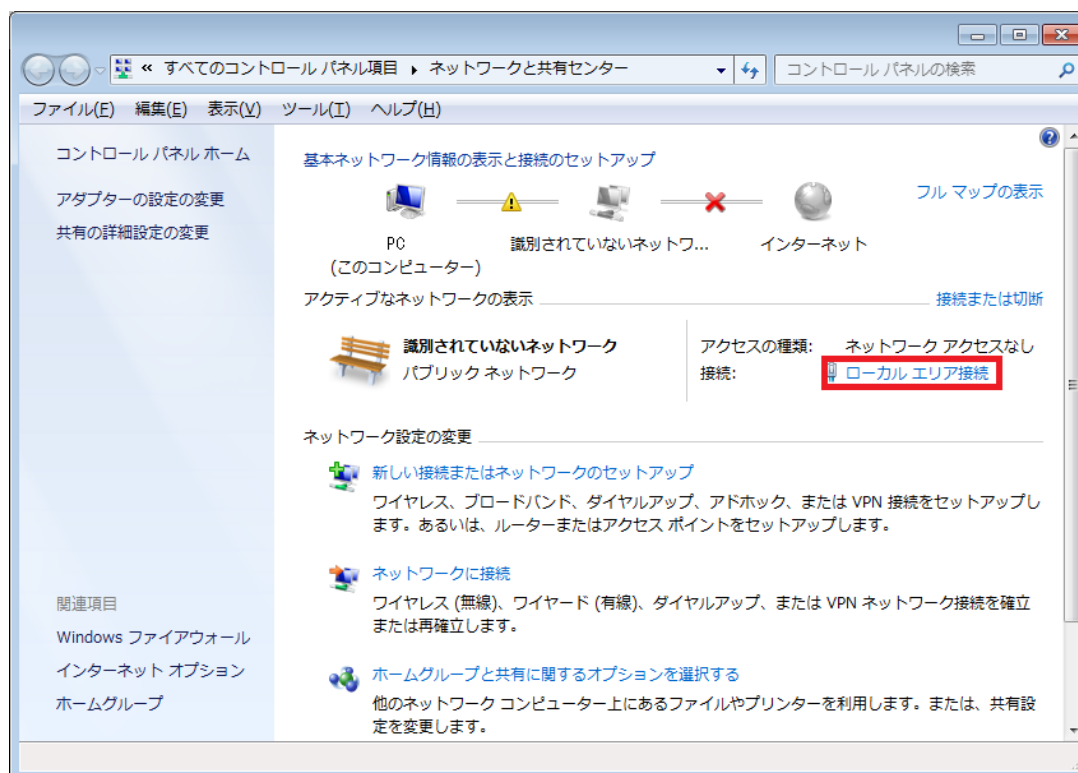 « すべてのコントロール パネル項目 ▸ ネットワークと共有センター
コントロール パネルの検索
ファイル(F) 編集(E) 表示(V) ツール(T) ヘルプ(H)
コントロール パネル ホーム
アダプターの設定の変更
共有の詳細設定の変更
基本ネットワーク情報の表示と接続のセットアップ
フル マップの表示
PC
(このコンピューター)
識別されていないネットワ...
インターネット
アクティブなネットワークの表示
接続または切断
識別されていないネットワーク
パブリック ネットワーク
アクセスの種類: ネットワーク アクセスなし
接続: ローカル エリア接続
ネットワーク設定の変更
新しい接続またはネットワークのセットアップ
ワイヤレス、ブロードバンド、ダイヤルアップ、アドホック、または VPN 接続をセットアップし
ます。あるいは、ルーターまたはアクセス ポイントをセットアップします。
ネットワークに接続
ワイヤレス (無線)、ワイヤード (有線)、ダイヤルアップ、または VPN ネットワーク接続を確立
または再確立します。
ホームグループと共有に関するオプションを選択する
他のネットワーク コンピューター上にあるファイルやプリンターを利用します。または、共有設
定を変更します。
関連項目
Windows ファイアウォール
インターネット オプション
ホームグループ